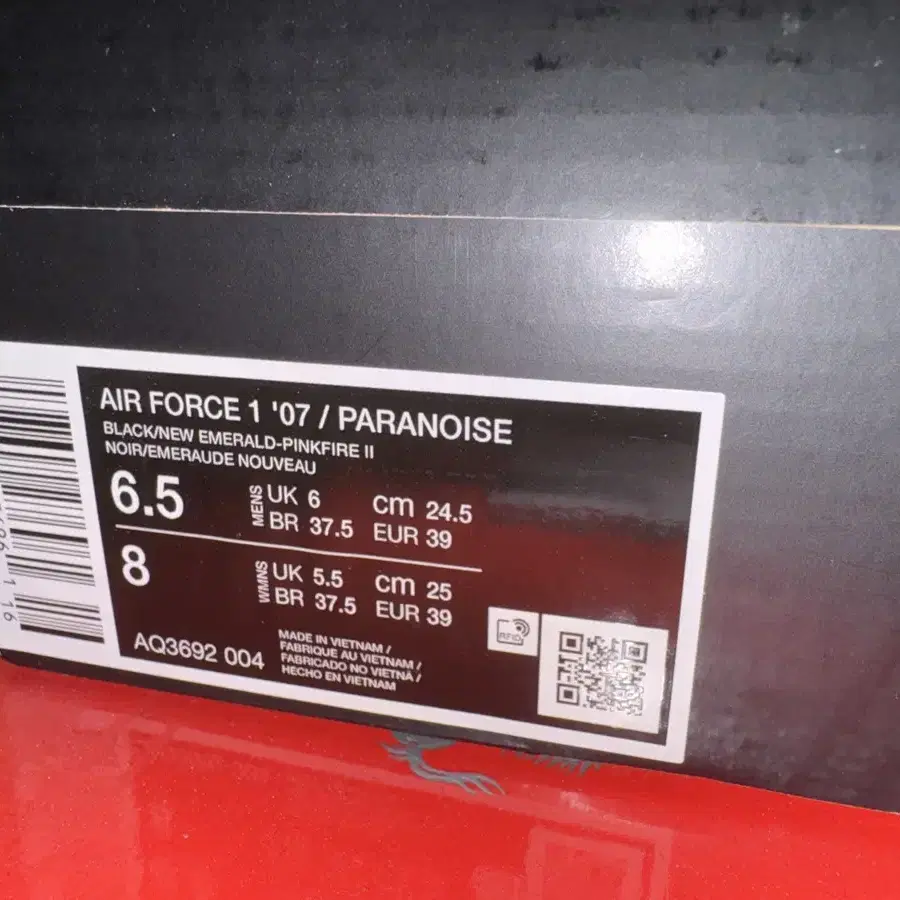 AIR FORCE 1 '07 / PARANOISE
BLACK/NEW EMERALD-PINKFIRE II
NOIR/EMERAUDE NOUVEAU
6.5 MENS UK 6 cm 24.5
BR 37.5 EUR 39
8 WMNS UK 5.5 cm 25
BR 37.5 EUR 39
AQ3692 004
MADE IN VIETNAM /
FABRIQUE AU VIETNAM /
FABRICADO NO VIETNÃ /
HECHO EN VIETNAM
RFID